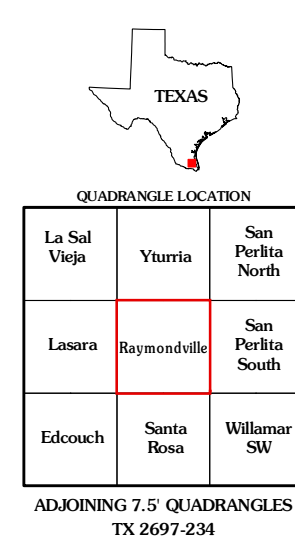 TEXAS
QUADRANGLE LOCATION
La Sal
Vieja
Yturria
San
Perlita
North
Lasara
Raymondville
San
Perlita
South
Edcouch
Santa
Rosa
Willamar
SW
ADJOINING 7.5' QUADRANGLES
TX 2697-234